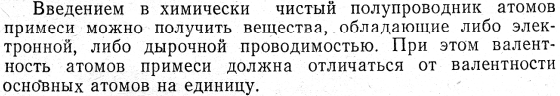 Введением в химически чистый полупроводник атомов
примеси можно получить вещества, обладающие либо элек-
тронной, либо дырочной проводимостью. При этом валент-
ность атомов примеси должна отличаться от валентности
основных атомов на единицу.